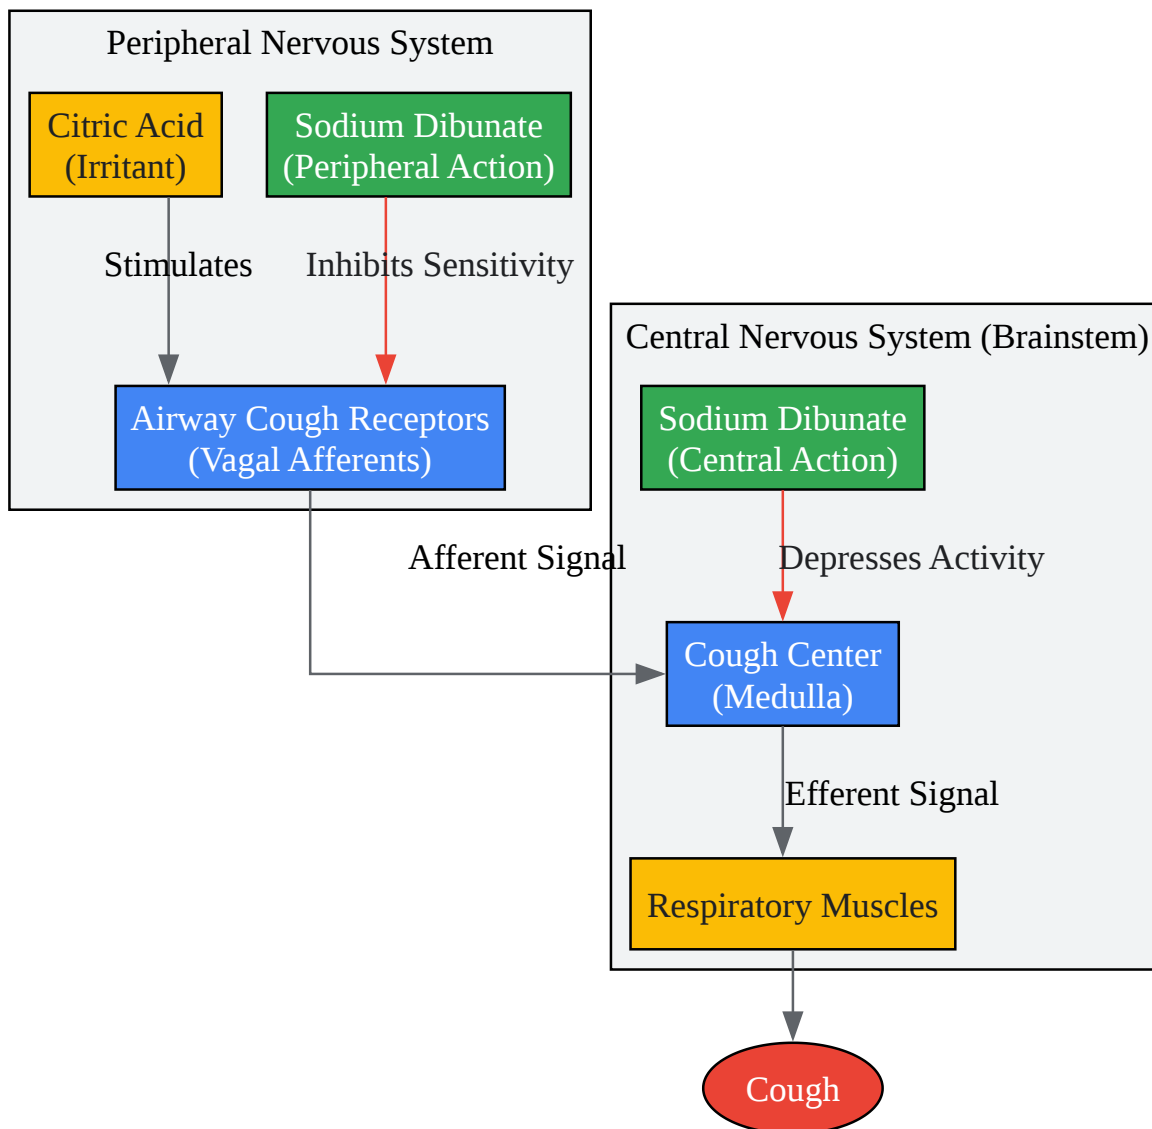 Peripheral Nervous System
Citric Acid
(Irritant)
Sodium Dibunate
(Peripheral Action)
Stimulates
Inhibits Sensitivity
Airway Cough Receptors
(Vagal Afferents)
Central Nervous System (Brainstem)
Sodium Dibunate
(Central Action)
Afferent Signal
Depresses Activity
Cough Center
(Medulla)
Efferent Signal
Respiratory Muscles
Cough